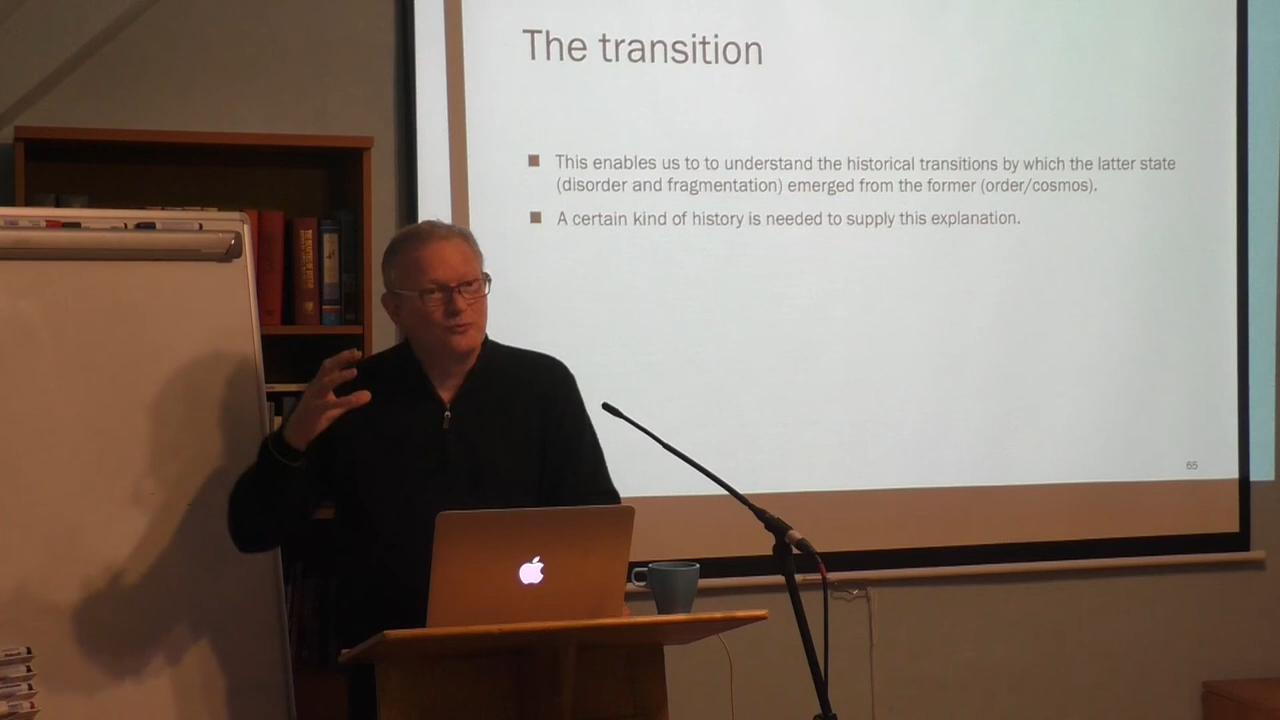 The transition
This enables us to to understand the historical transitions by which the latter state
(disorder and fragmentation) emerged from the former (order/cosmos).
A certain kind of history is needed to supply this explanation.
65